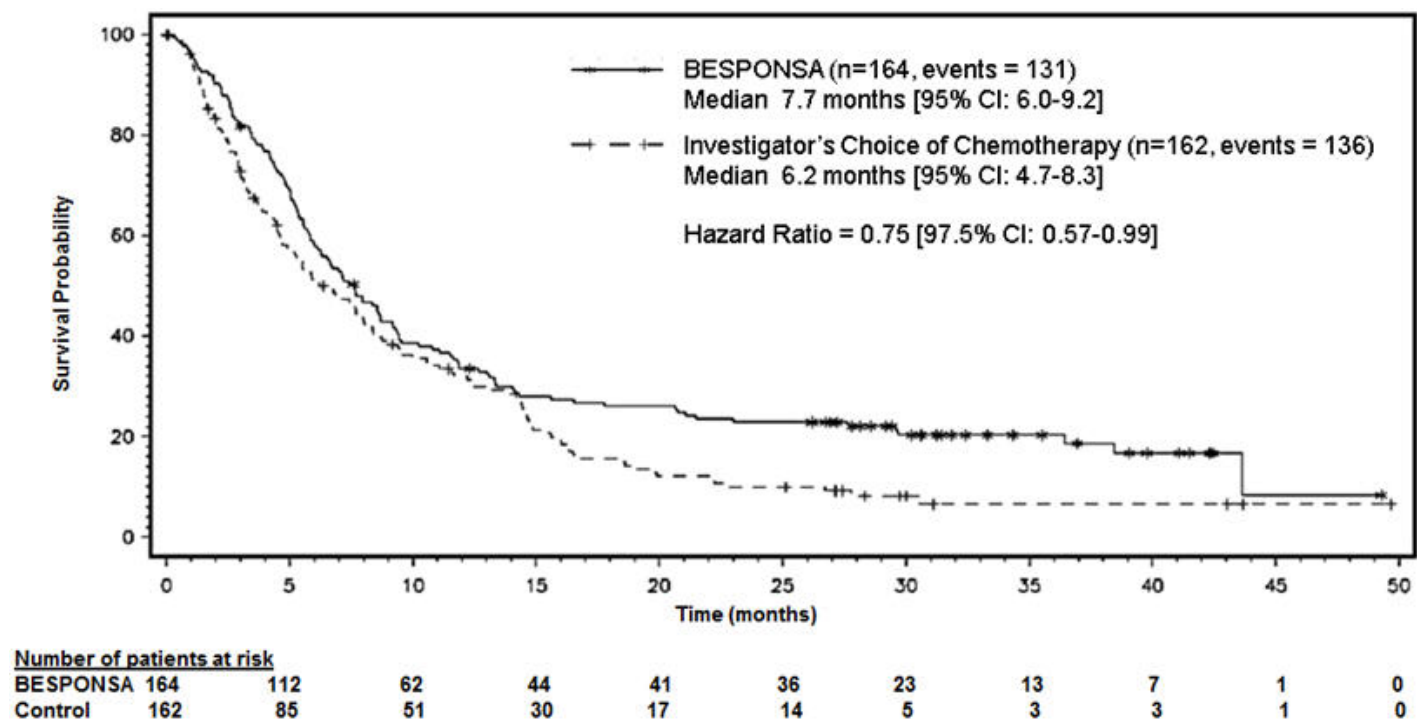 BESPONSA (n=164, events = 131)
Median 7.7 months [95% CI: 6.0-9.2]
Investigator's Choice of Chemotherapy (n=162, events = 136)
Median 6.2 months [95% CI: 4.7-8.3]
Hazard Ratio = 0.75 [97.5% CI: 0.57-0.99]
Survival Probability
100
80
60
40
20
0
0 5 10 15 20 25 30 35 40 45 50
Time (months)
Number of patients at risk
BESPONSA 164 112 62 44 41 36 23 13 7 1 0
Control 162 85 51 30 17 14 5 3 3 1 0